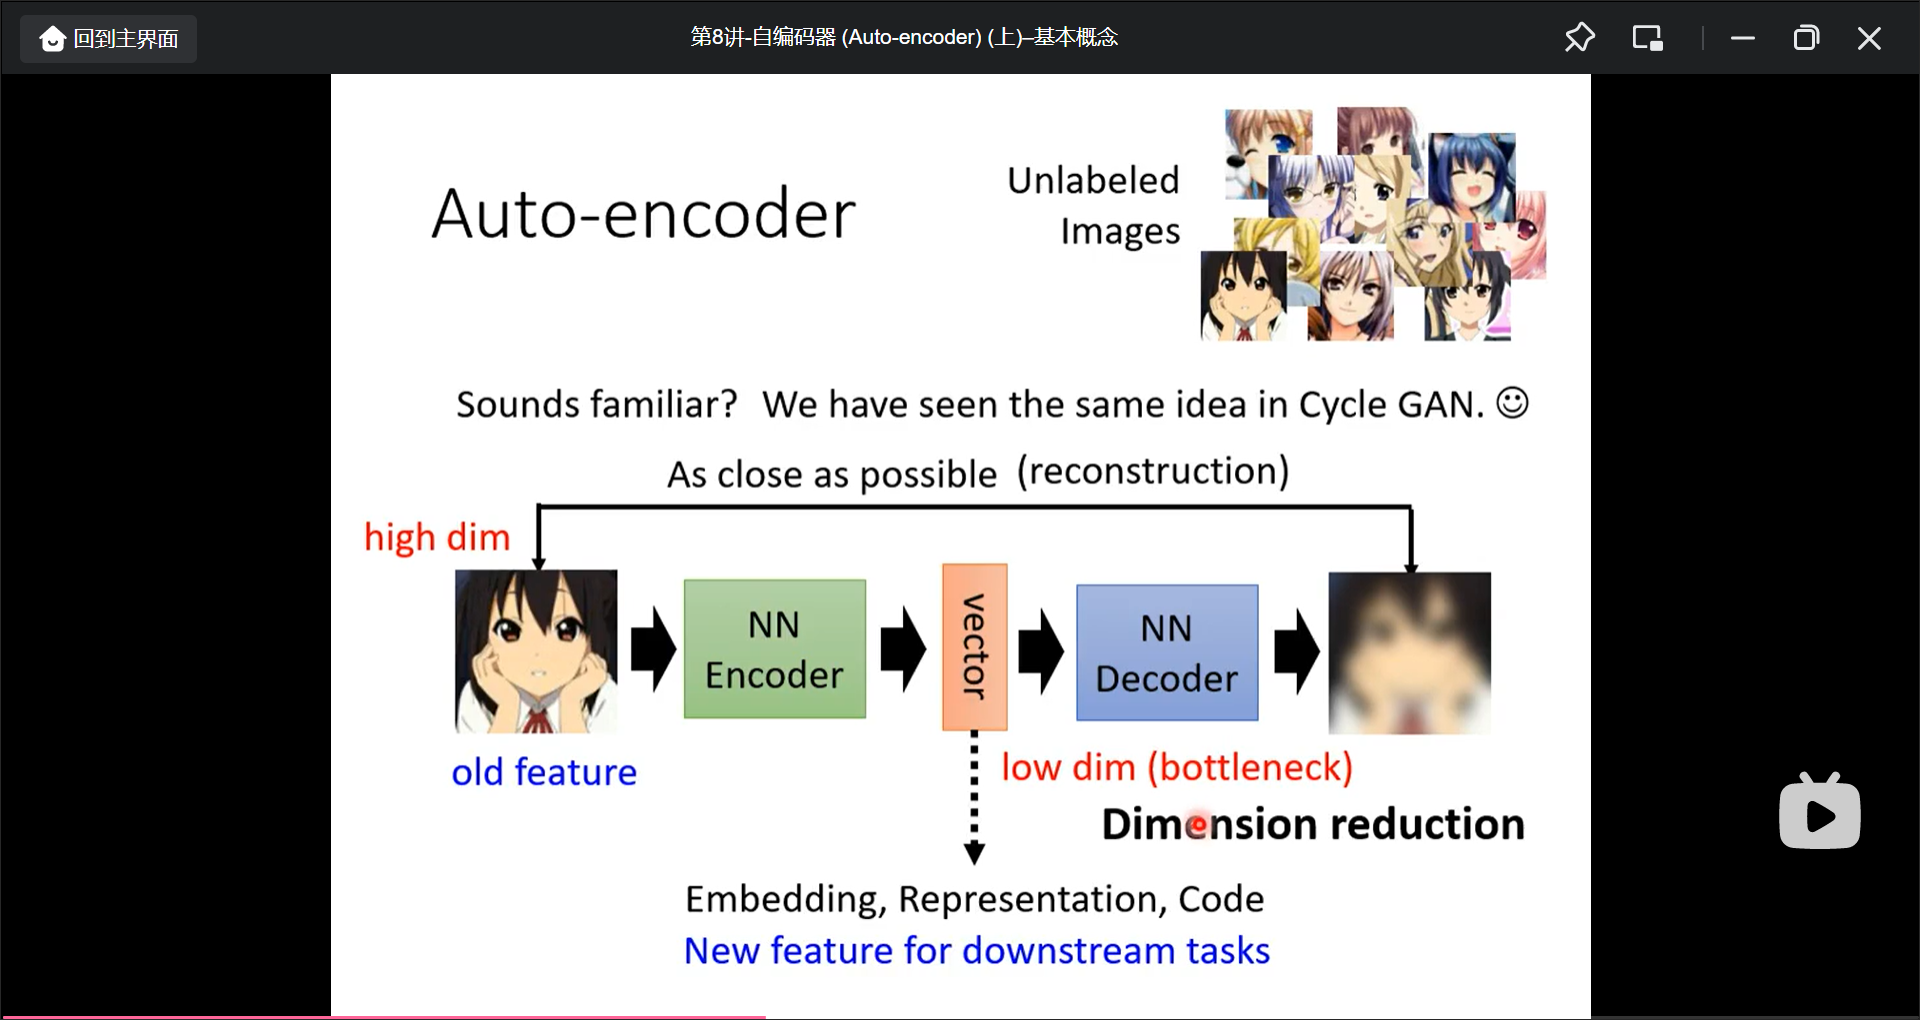 回到主界面
第8讲-自编码器 (Auto-encoder) (上)–基本概念
Auto-encoder
Unlabeled
Images
Sounds familiar? We have seen the same idea in Cycle GAN. ☺
As close as possible (reconstruction)
high dim
NN
Encoder
vector
NN
Decoder
old feature
low dim (bottleneck)
Dimension reduction
Embedding, Representation, Code
New feature for downstream tasks